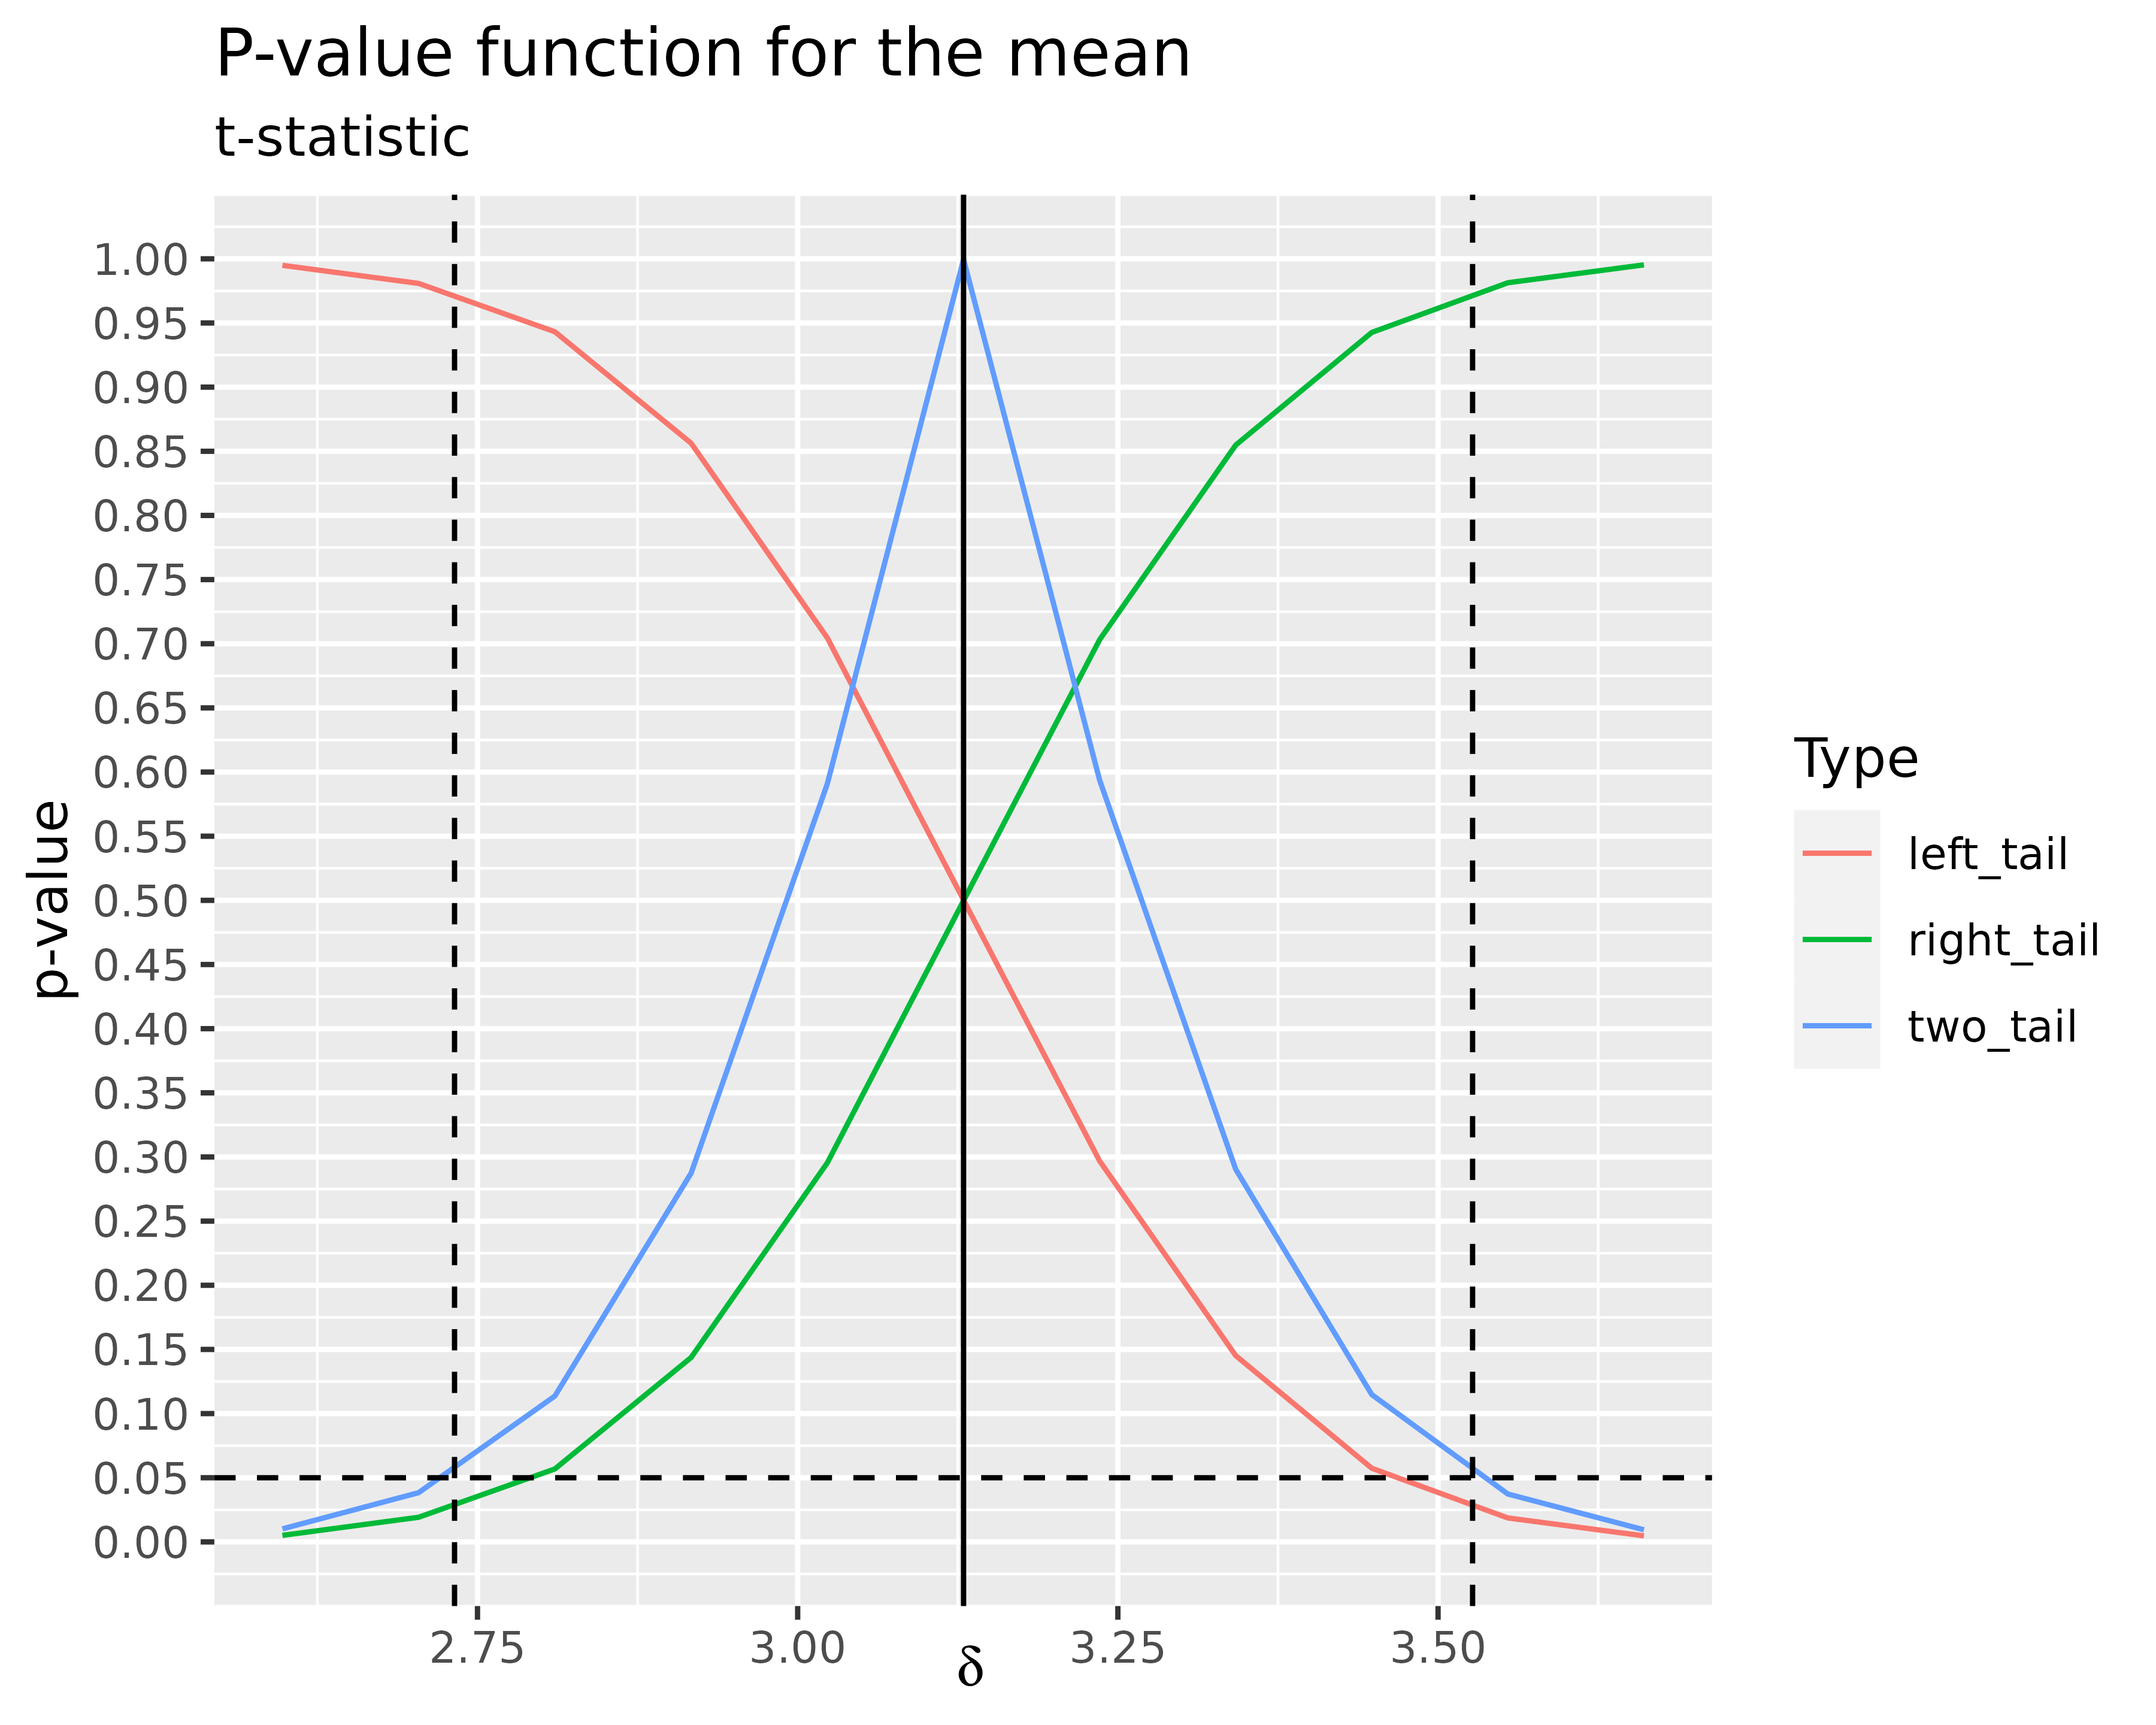 P-value function for the mean
t-statistic
1.00
0.95
0.90
0.85
0.80
0.75
0.70
0.65
0.60
0.55
0.50
0.45
0.40
0.35
0.30
0.25
0.20
0.15
0.10
0.05
0.00
p-value
2.75 3.00 3.25 3.50
δ
Type
left_tail
right_tail
two_tail